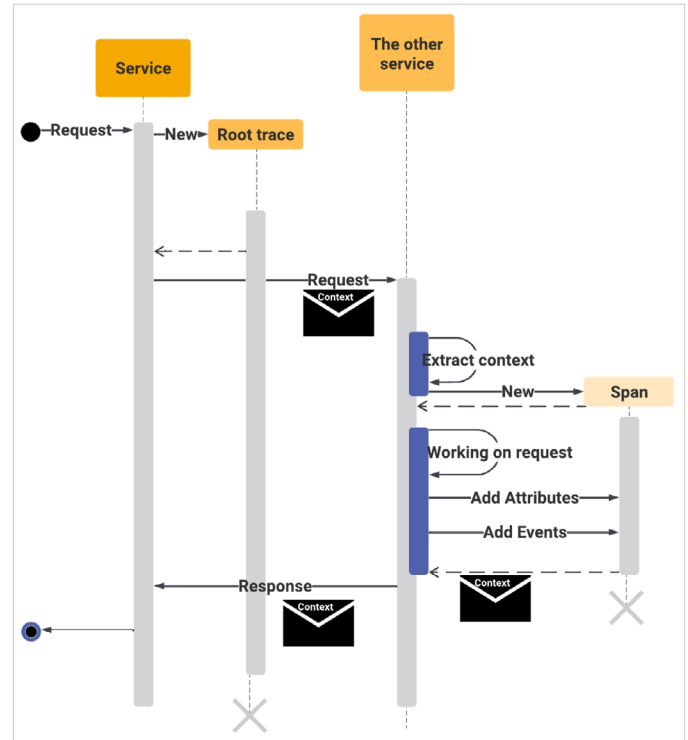 The other
service
Service
Request
New
Root trace
Request
Context
Extract context
New
Span
Working on request
Add Attributes
Add Events
Context
Response
Context